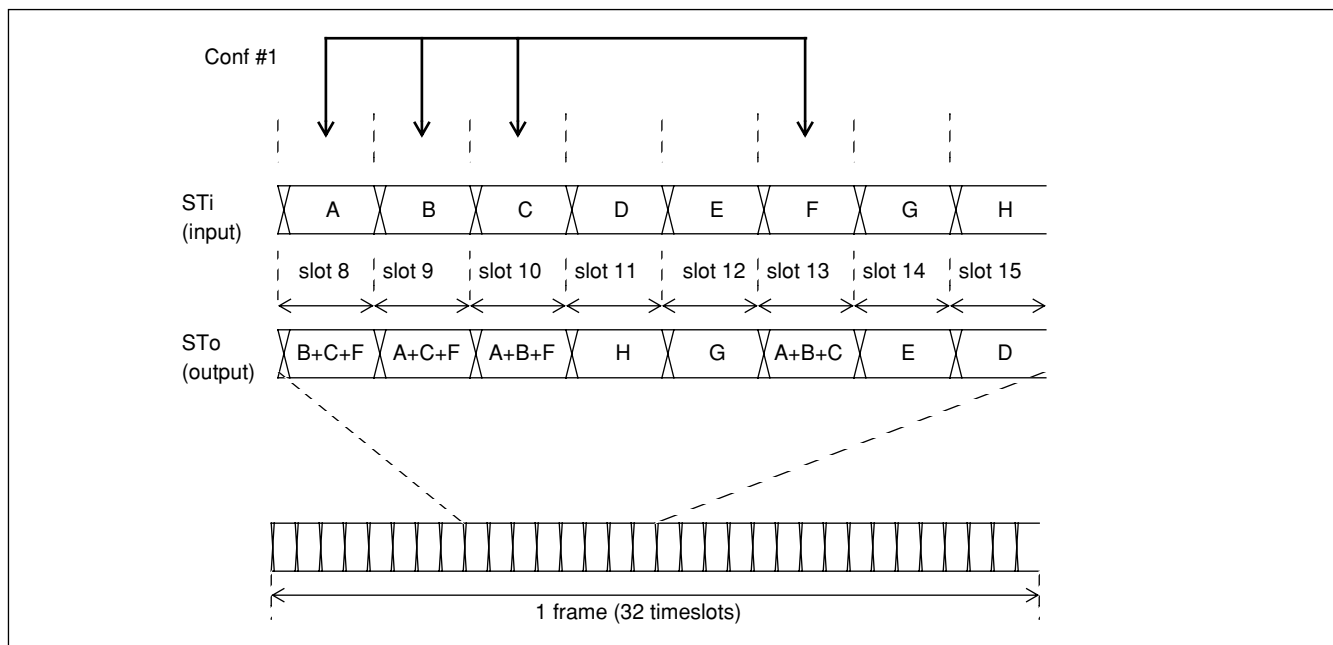 Conf #1
STi
(input)
A B C D E F G H
slot 8 slot 9 slot 10 slot 11 slot 12 slot 13 slot 14 slot 15
STo
(output)
B+C+F A+C+F A+B+F H G A+B+C E D
1 frame (32 timeslots)